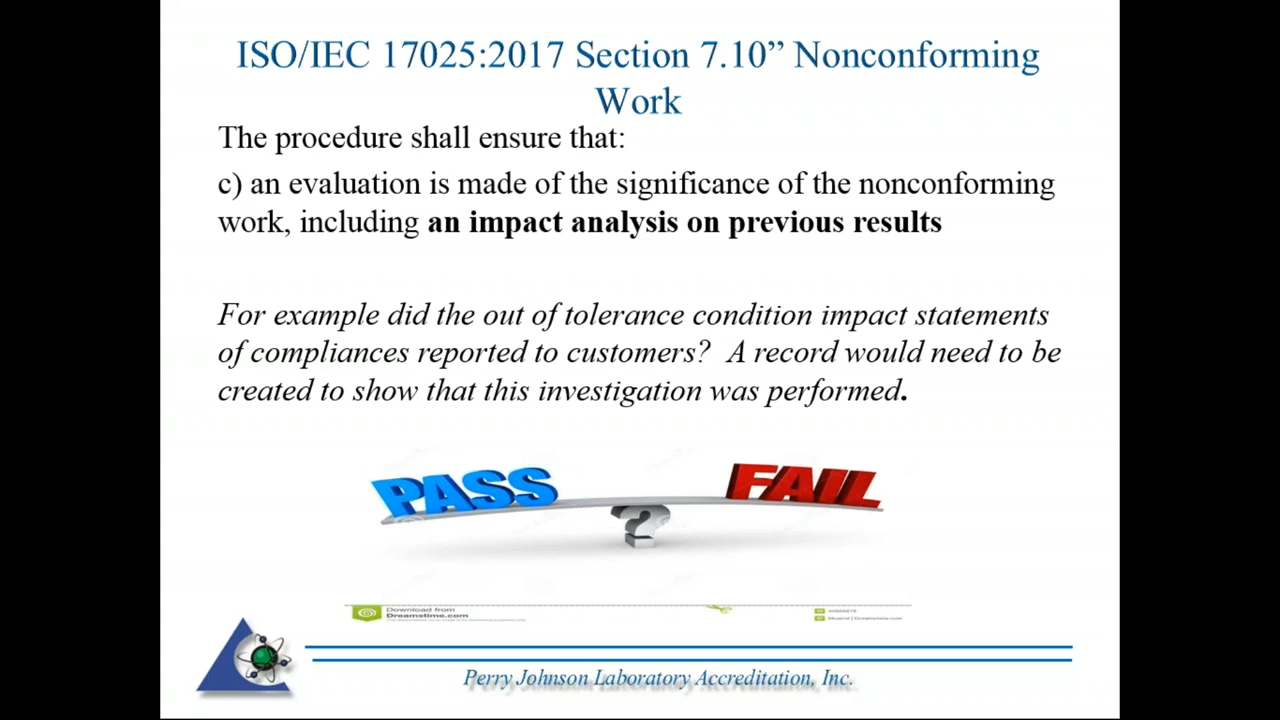 ISO/IEC 17025:2017 Section 7.10” Nonconforming
Work
The procedure shall ensure that:
c) an evaluation is made of the significance of the nonconforming
work, including an impact analysis on previous results
For example did the out of tolerance condition impact statements
of compliances reported to customers?  A record would need to be
created to show that this investigation was performed.
PASS
FAIL
?
Download from
Dreamstime.com
Perry Johnson Laboratory Accreditation, Inc.